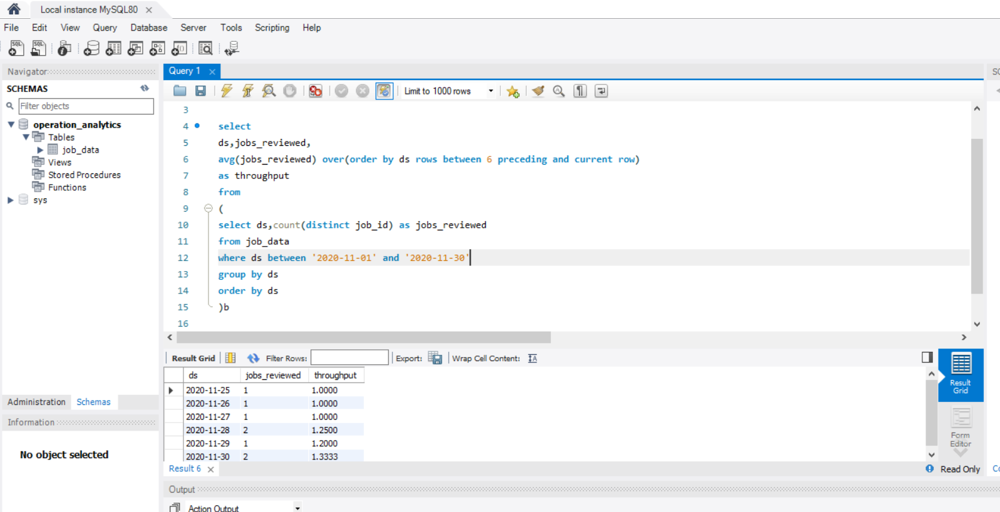 Local instance MySQL80
File Edit View Query Database Server Tools Scripting Help
Navigator
SCHEMAS
Filter objects
operation_analytics
Tables
job_data
Views
Stored Procedures
Functions
sys
Administration Schemas
Information
No object selected
Query 1
Limit to 1000 rows
3
4 select
5 ds,jobs_reviewed,
6 avg(jobs_reviewed) over(order by ds rows between 6 preceding and current row)
7 as throughput
8 from
9 (
10 select ds,count(distinct job_id) as jobs_reviewed
11 from job_data
12 where ds between '2020-11-01' and '2020-11-30'
13 group by ds
14 order by ds
15 )b
16
Result Grid Filter Rows: Export: Wrap Cell Content:
ds jobs_reviewed throughput
2020-11-25 1 1.0000
2020-11-26 1 1.0000
2020-11-27 1 1.0000
2020-11-28 2 1.2500
2020-11-29 1 1.2000
2020-11-30 2 1.3333
Result
Grid
Form
Editor
Result 6
Read Only
Output
Action Output